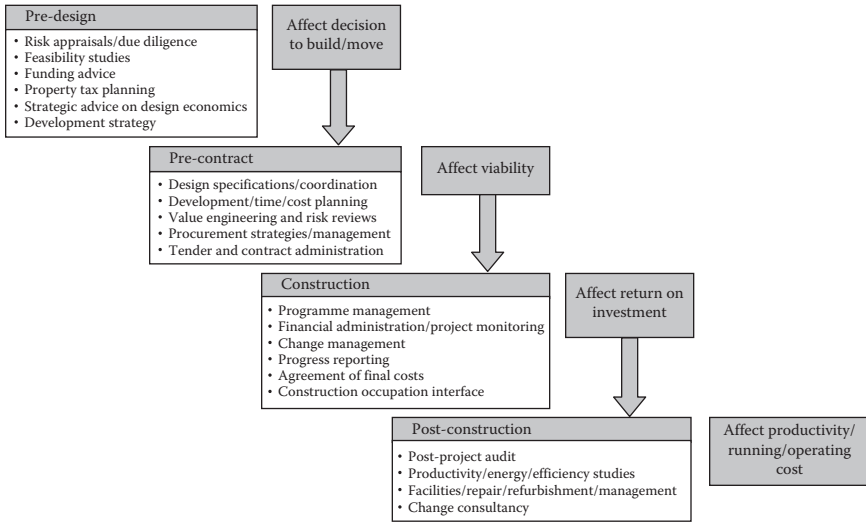 Pre-design
• Risk appraisals/due diligence
• Feasibility studies
• Funding advice
• Property tax planning
• Strategic advice on design economics
• Development strategy
Affect decision
to build/move
Pre-contract
• Design specifications/coordination
• Development/time/cost planning
• Value engineering and risk reviews
• Procurement strategies/management
• Tender and contract administration
Affect viability
Construction
• Programme management
• Financial administration/project monitoring
• Change management
• Progress reporting
• Agreement of final costs
• Construction occupation interface
Affect return on
investment
Post-construction
• Post-project audit
• Productivity/energy/efficiency studies
• Facilities/repair/refurbishment/management
• Change consultancy
Affect productivity/
running/operating
cost